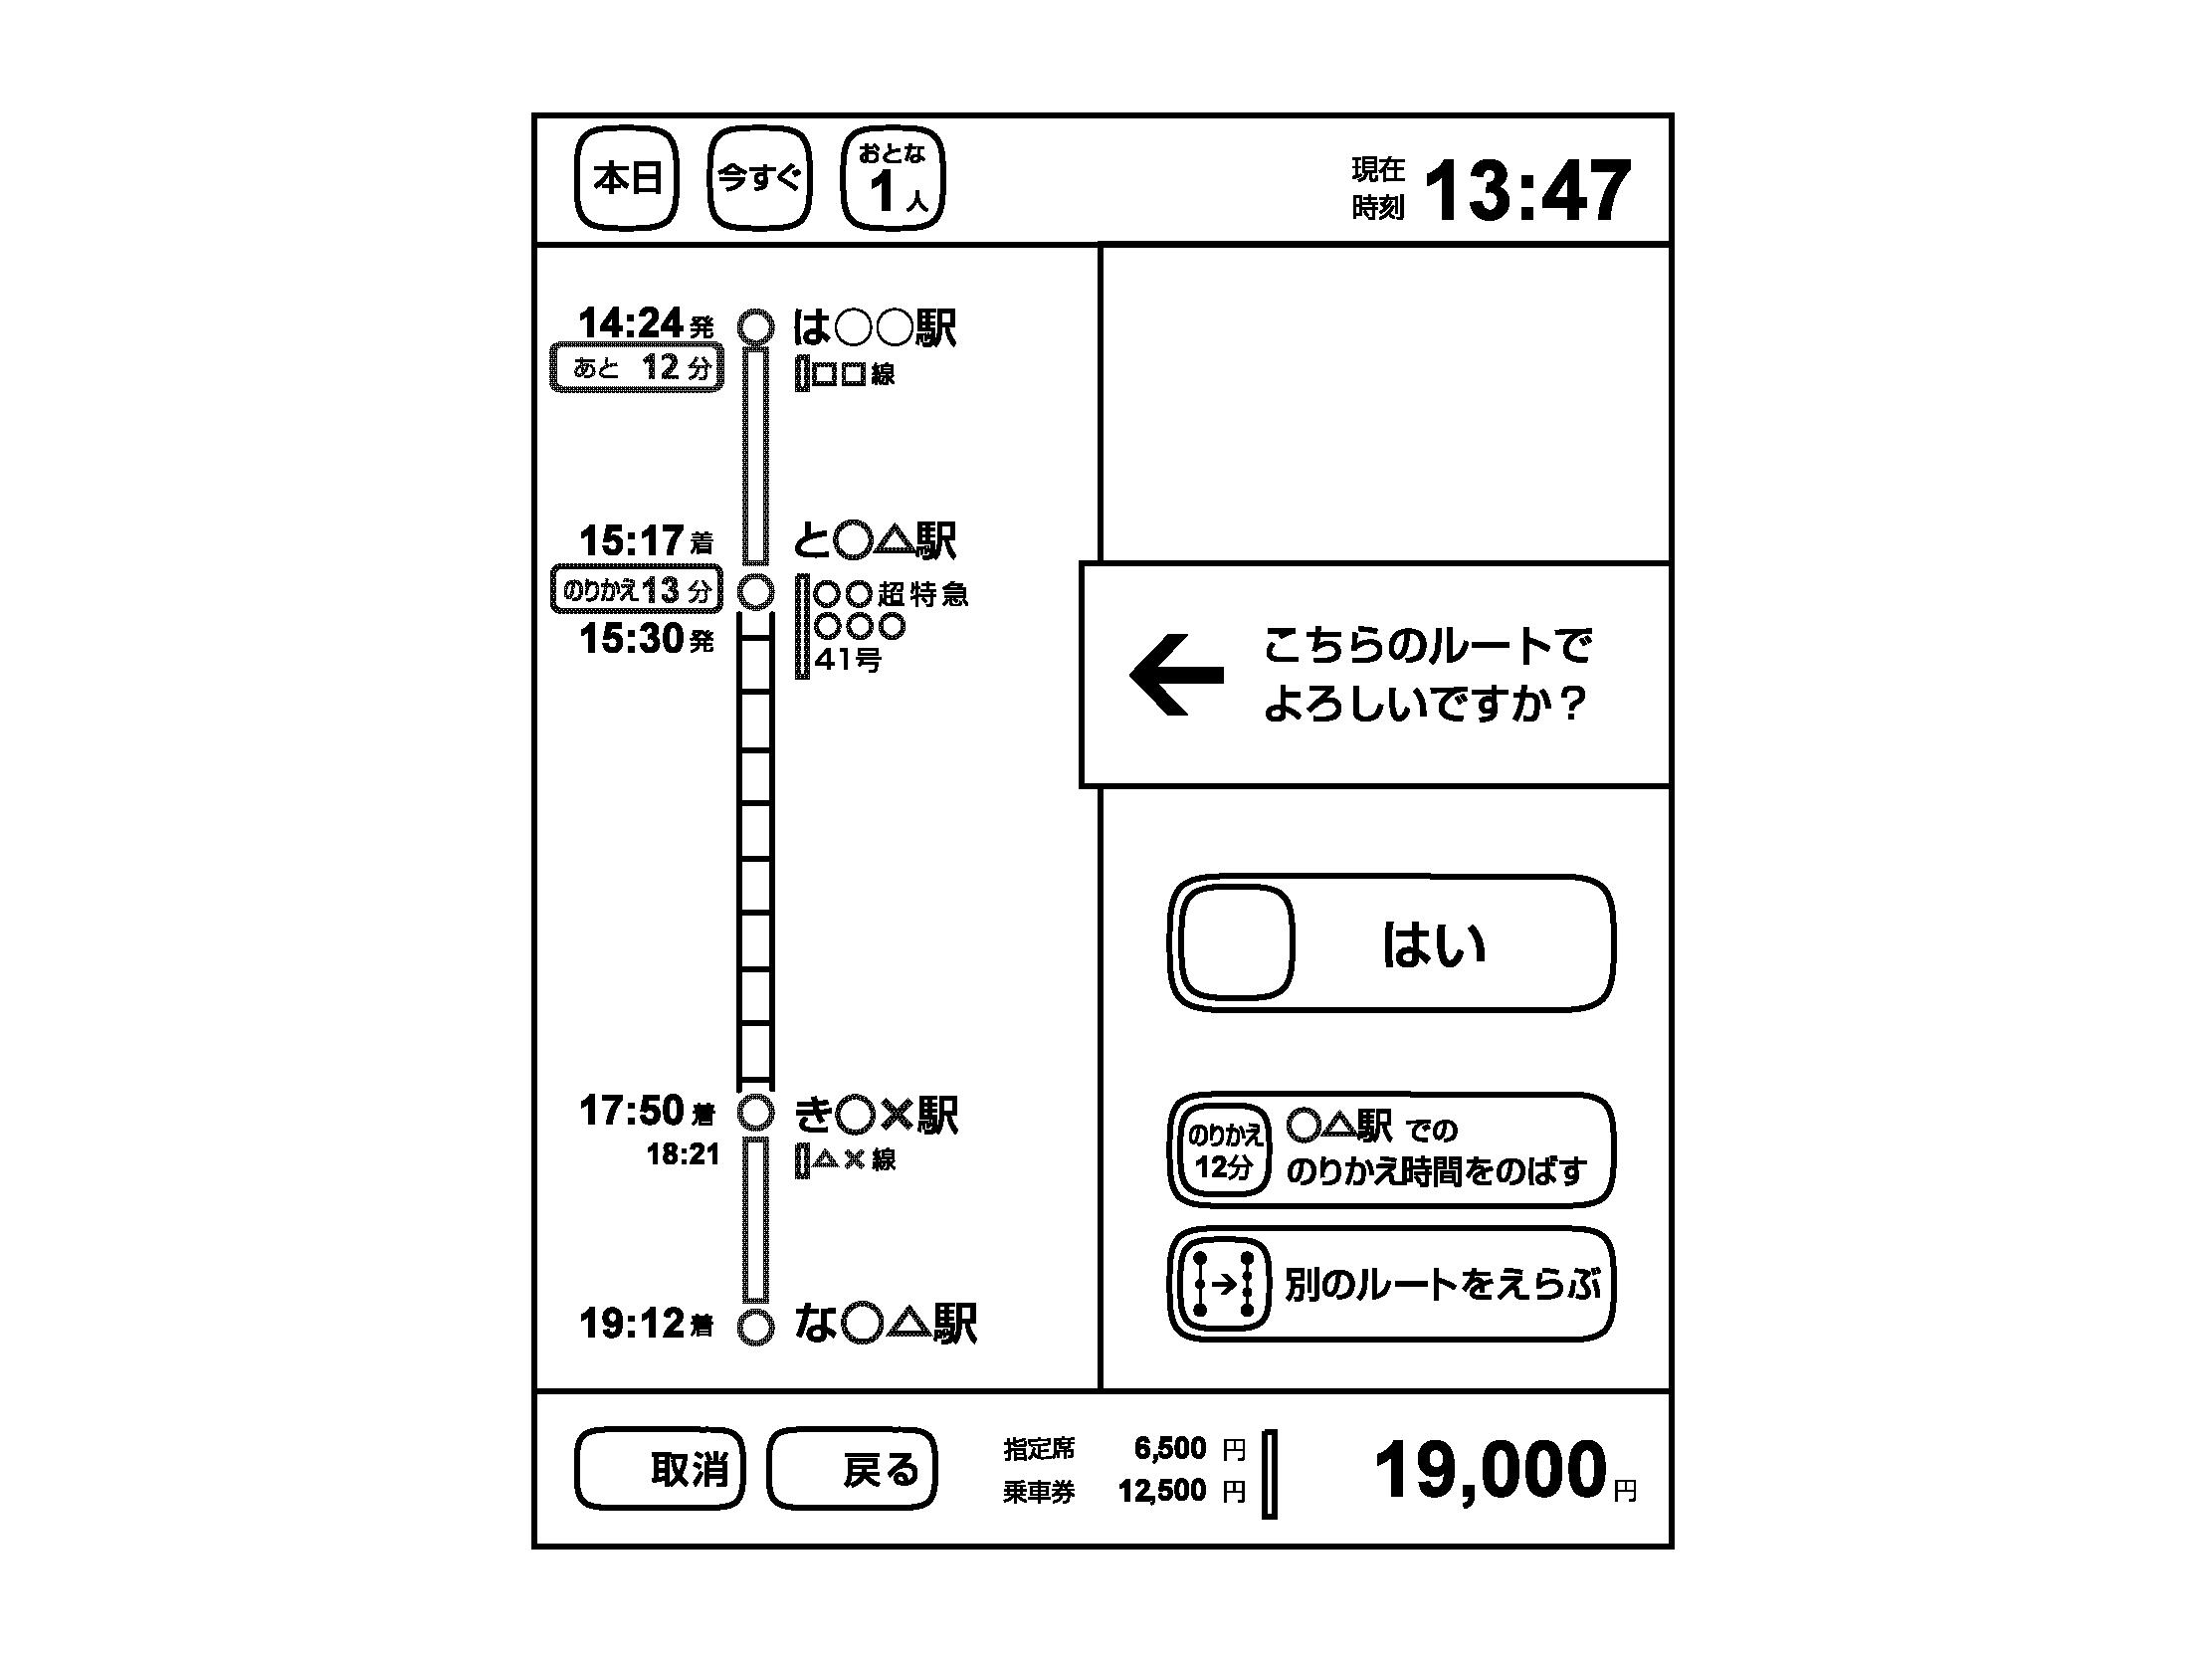 本日
今すぐ
おとな
1人
現在
時刻
13:47
14:24発
あと 12分
は○○駅
□□線
15:17着
のりかえ13分
15:30発
と○△駅
○○超特急
○○○
41号
17:50着
18:21
き○×駅
△×線
19:12着
な○△駅
←
こちらのルートで
よろしいですか？
はい
のりかえ
12分
○△駅 での
のりかえ時間をのばす
→
別のルートをえらぶ
取消
戻る
指定席 6,500 円
乗車券 12,500 円
19,000円